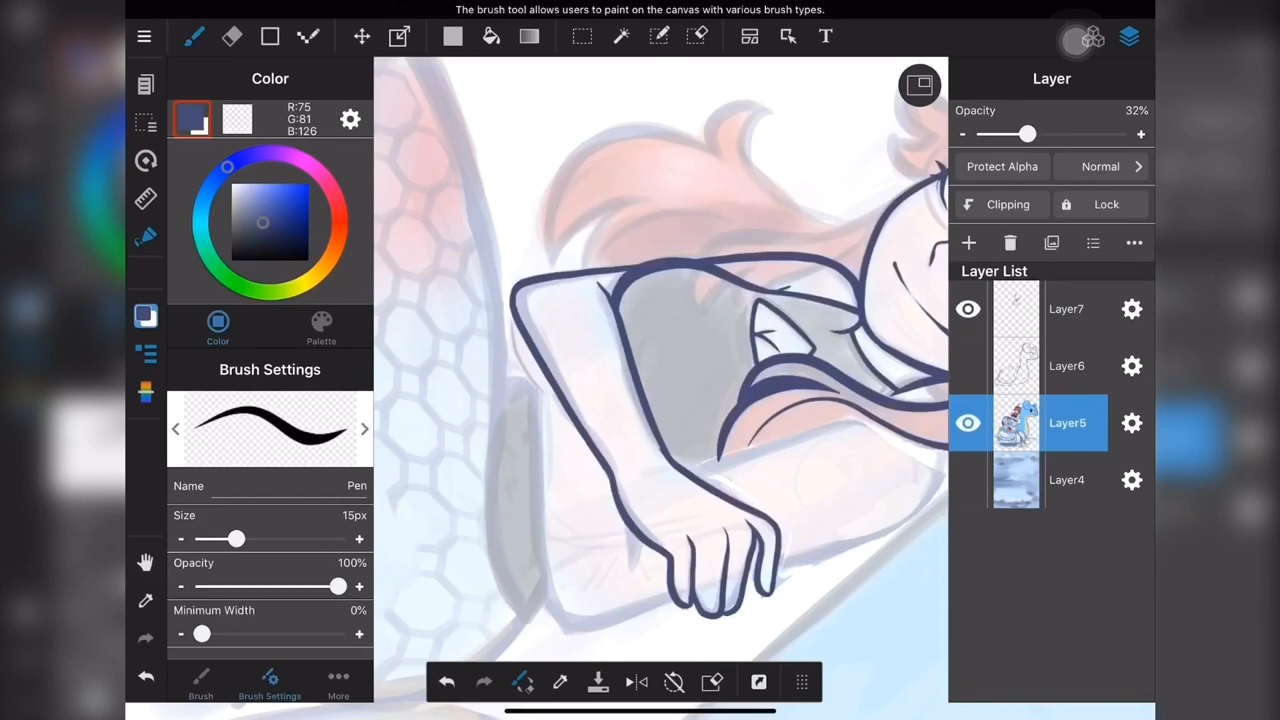 The brush tool allows users to paint on the canvas with various brush types.
T
Color
R:75
G:81
B:126
Color
Palette
Brush Settings
Name
Pen
Size
15px
-
+
Opacity
100%
-
+
Minimum Width
0%
-
+
Brush
Brush Settings
More
Layer
Opacity
32%
-
+
Protect Alpha
Normal
Clipping
Lock
Layer List
Layer7
Layer6
Layer5
Layer4